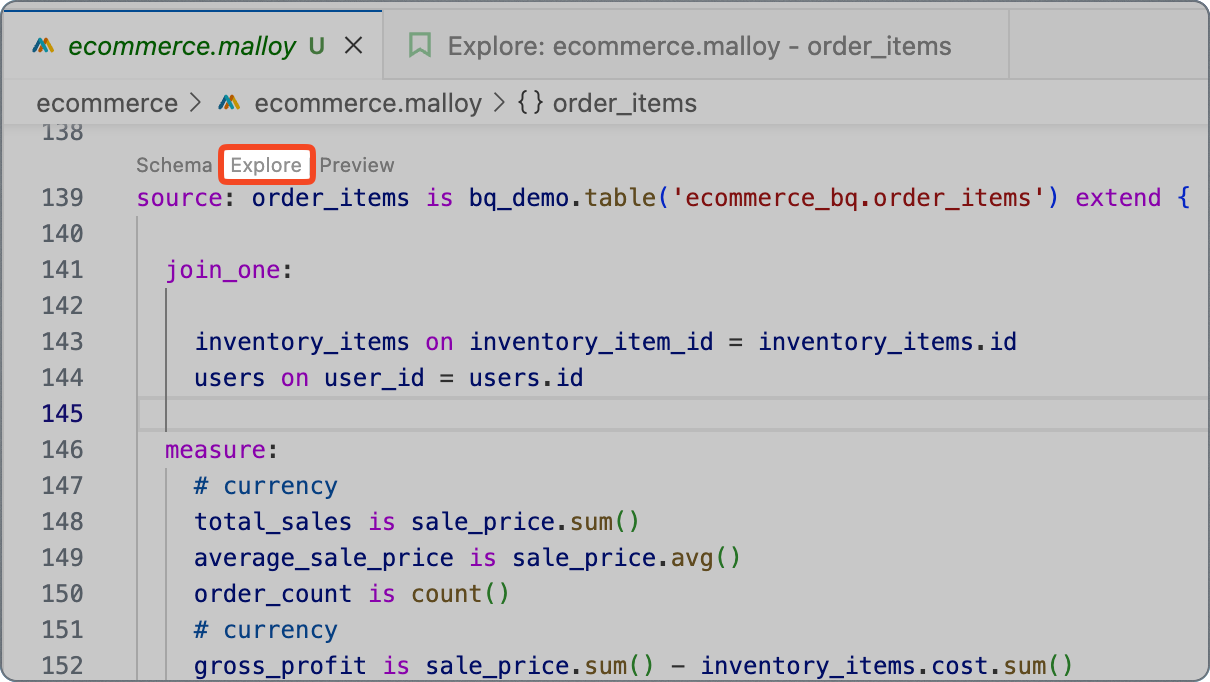 ecommerce.malloy U Explore: ecommerce.malloy - order_items
ecommerce > ecommerce.malloy > {} order_items
138
Schema Explore Preview
139 source: order_items is bq_demo.table('ecommerce_bq.order_items') extend {
140
141 join_one:
142
143 inventory_items on inventory_item_id = inventory_items.id
144 users on user_id = users.id
145
146 measure:
147 # currency
148 total_sales is sale_price.sum()
149 average_sale_price is sale_price.avg()
150 order_count is count()
151 # currency
152 gross_profit is sale_price.sum() - inventory_items.cost.sum()